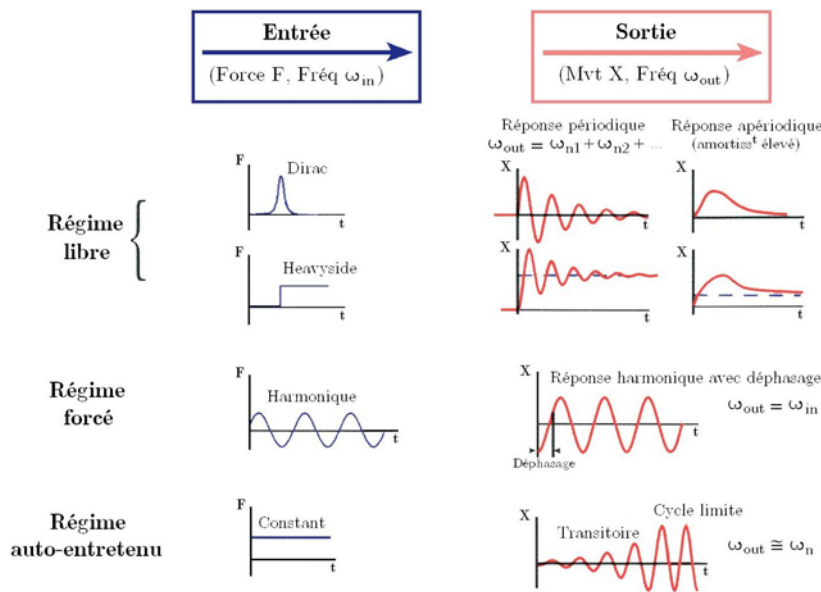 Entrée
(Force F, Fréq ω_in)
Sortie
(Mvt X, Fréq ω_out)
Réponse périodique
ω_out = ω_n1 + ω_n2 + ...
Réponse apériodique
(amortiss^t élevé)
Régime
libre
F
Dirac
t
X
t
X
t
F
Heavyside
t
X
t
X
t
Régime
forcé
F
Harmonique
t
X
Réponse harmonique avec déphasage
ω_out = ω_in
t
Déphasage
Régime
auto-entretenu
F
Constant
t
X
Transitoire
Cycle limite
ω_out ≅ ω_n
t